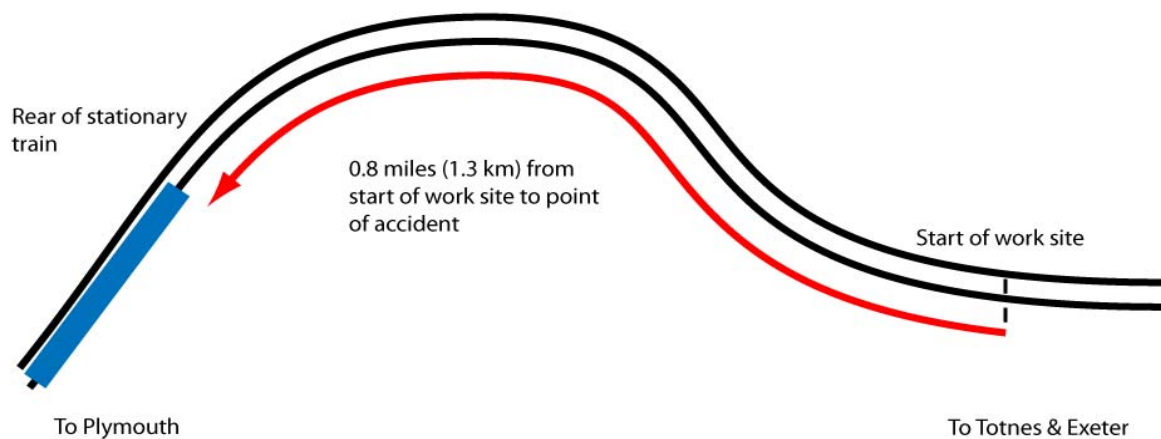 Rear of stationary
train
0.8 miles (1.3 km) from
start of work site to point
of accident
Start of work site
To Plymouth
To Totnes & Exeter